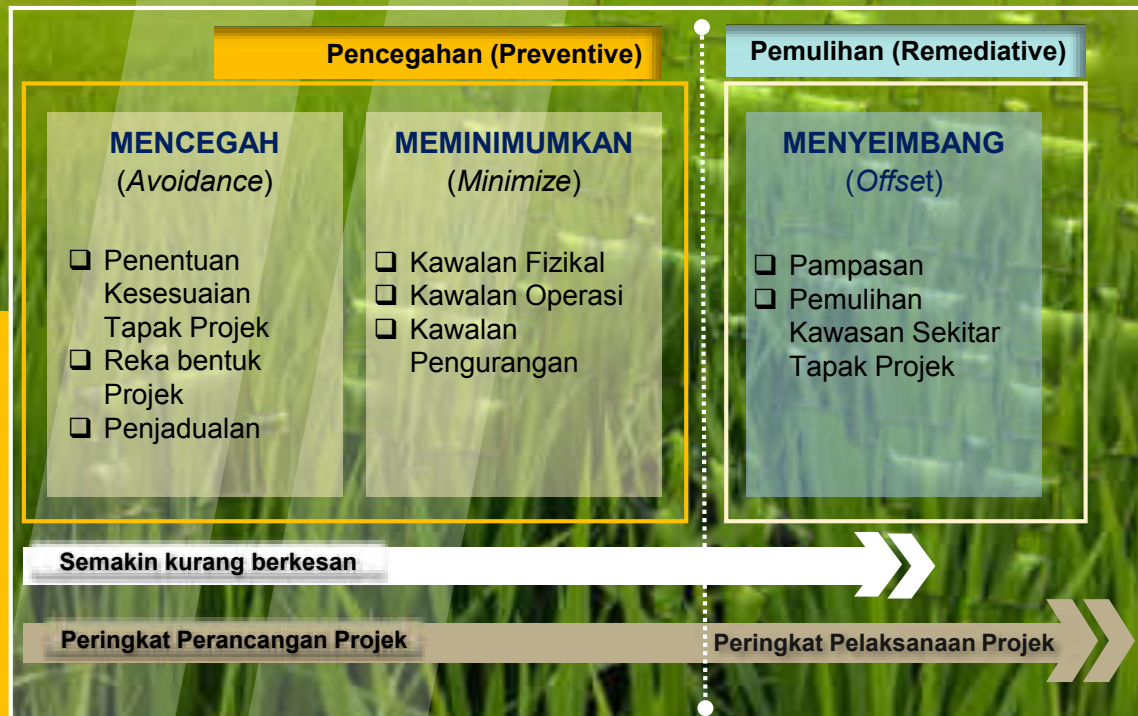 Pencegahan (Preventive)
Pemulihan (Remediative)
MENCEGAH
(Avoidance)
❑ Penentuan
Kesesuaian
Tapak Projek
❑ Reka bentuk
Projek
❑ Penjadualan
MEMINIMUMKAN
(Minimize)
❑ Kawalan Fizikal
❑ Kawalan Operasi
❑ Kawalan
Pengurangan
MENYEIMBANG
(Offset)
❑ Pampasan
❑ Pemulihan
Kawasan Sekitar
Tapak Projek
Semakin kurang berkesan
Peringkat Perancangan Projek
Peringkat Pelaksanaan Projek